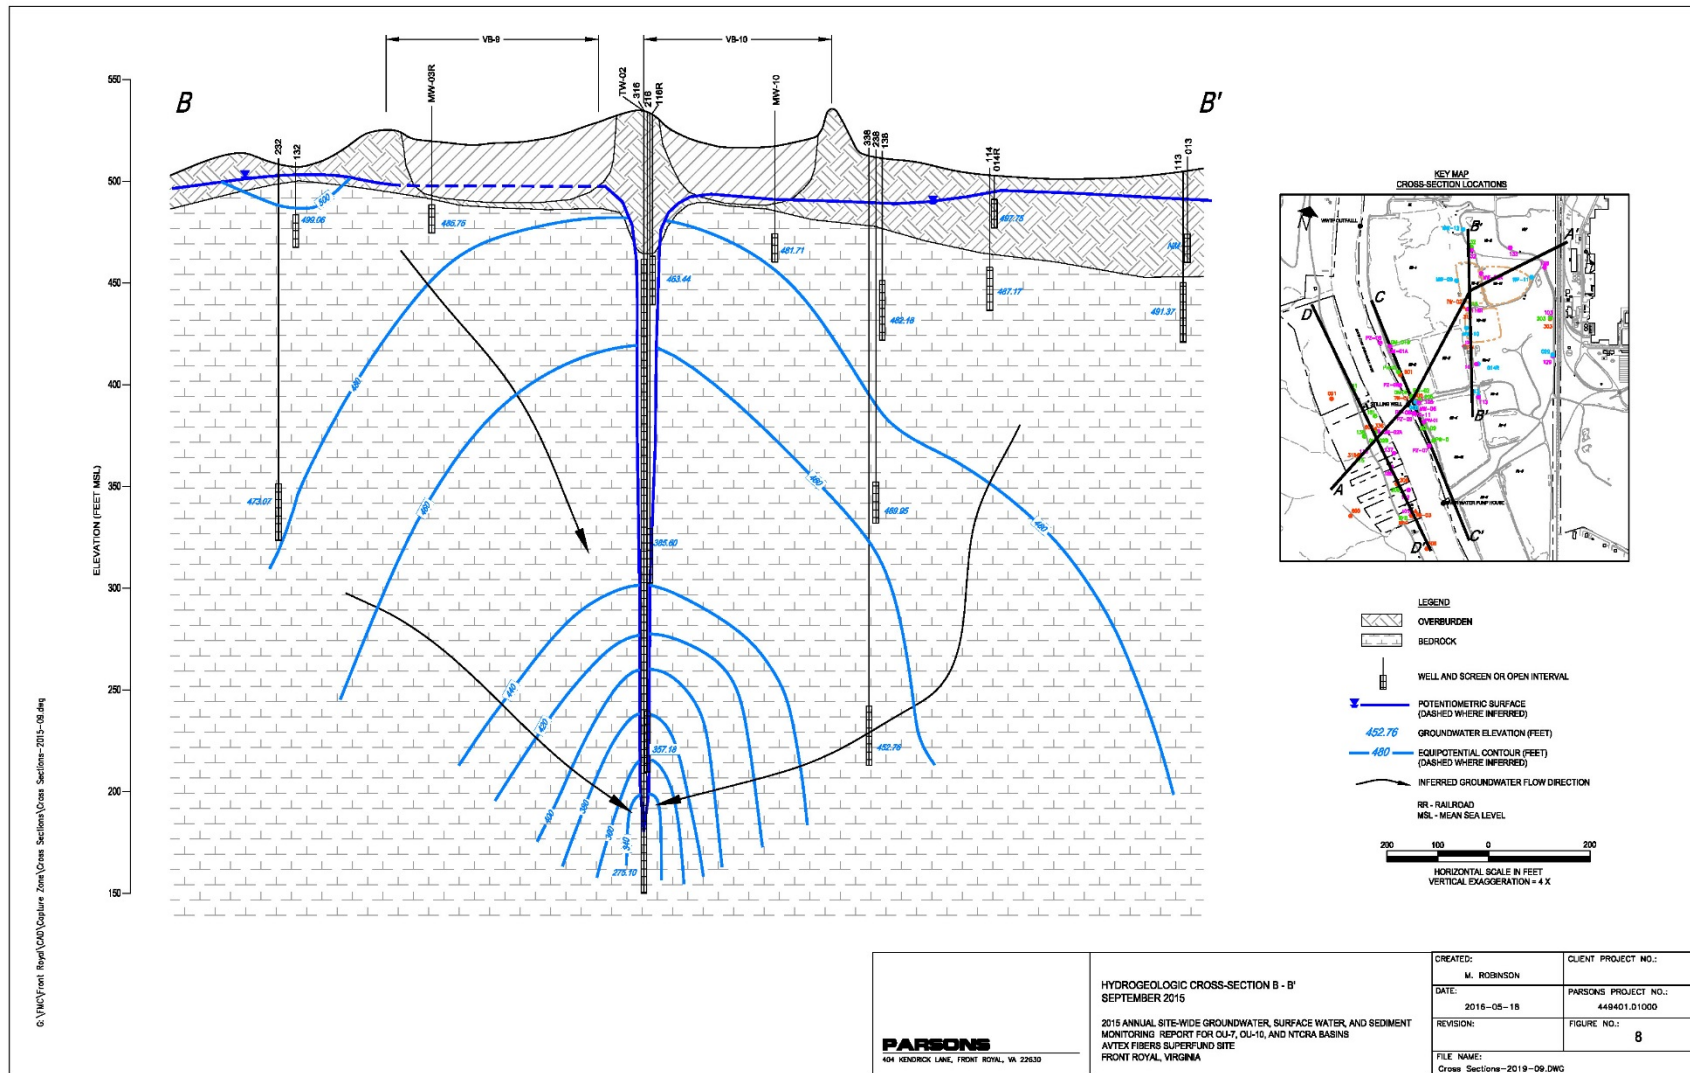 VB-9
VB-10
550
500
450
400
350
300
250
200
150
ELEVATION (FEET MSL)
B
B'
232
132
MW-03R
TW-02
316
216
116R
MW-10
338
238
138
114
014R
113
013
500
499.06
485.75
463.44
481.71
497.75
467.17
482.18
NM
491.37
480
460
473.07
385.60
469.95
460
480
440
420
400
380
360
340
357.18
452.76
275.10
KEY MAP
CROSS-SECTION LOCATIONS
N
B'
A'
C
D
B'
A
D'
C'
LEGEND
OVERBURDEN
BEDROCK
WELL AND SCREEN OR OPEN INTERVAL
POTENTIOMETRIC SURFACE
(DASHED WHERE INFERRED)
452.76 GROUNDWATER ELEVATION (FEET)
480 EQUIPOTENTIAL CONTOUR (FEET)
(DASHED WHERE INFERRED)
INFERRED GROUNDWATER FLOW DIRECTION
RR - RAILROAD
MSL - MEAN SEA LEVEL
200 100 0 200
HORIZONTAL SCALE IN FEET
VERTICAL EXAGGERATION = 4 X
G:\FMC\Front Royal\CAD\Capture Zone\Cross Sections\Cross Sections-2015-09.dwg
PARSONS
404 KENDRICK LANE, FRONT ROYAL, VA 22630
HYDROGEOLOGIC CROSS-SECTION B - B'
SEPTEMBER 2015
2015 ANNUAL SITE-WIDE GROUNDWATER, SURFACE WATER, AND SEDIMENT
MONITORING REPORT FOR OU-7, OU-10, AND NTCRA BASINS
AVTEX FIBERS SUPERFUND SITE
FRONT ROYAL, VIRGINIA
CREATED:
M. ROBINSON
CLIENT PROJECT NO.:
DATE:
2016-05-18
PARSONS PROJECT NO.:
449401.01000
REVISION:
FIGURE NO.:
8
FILE NAME:
Cross Sections-2019-09.DWG